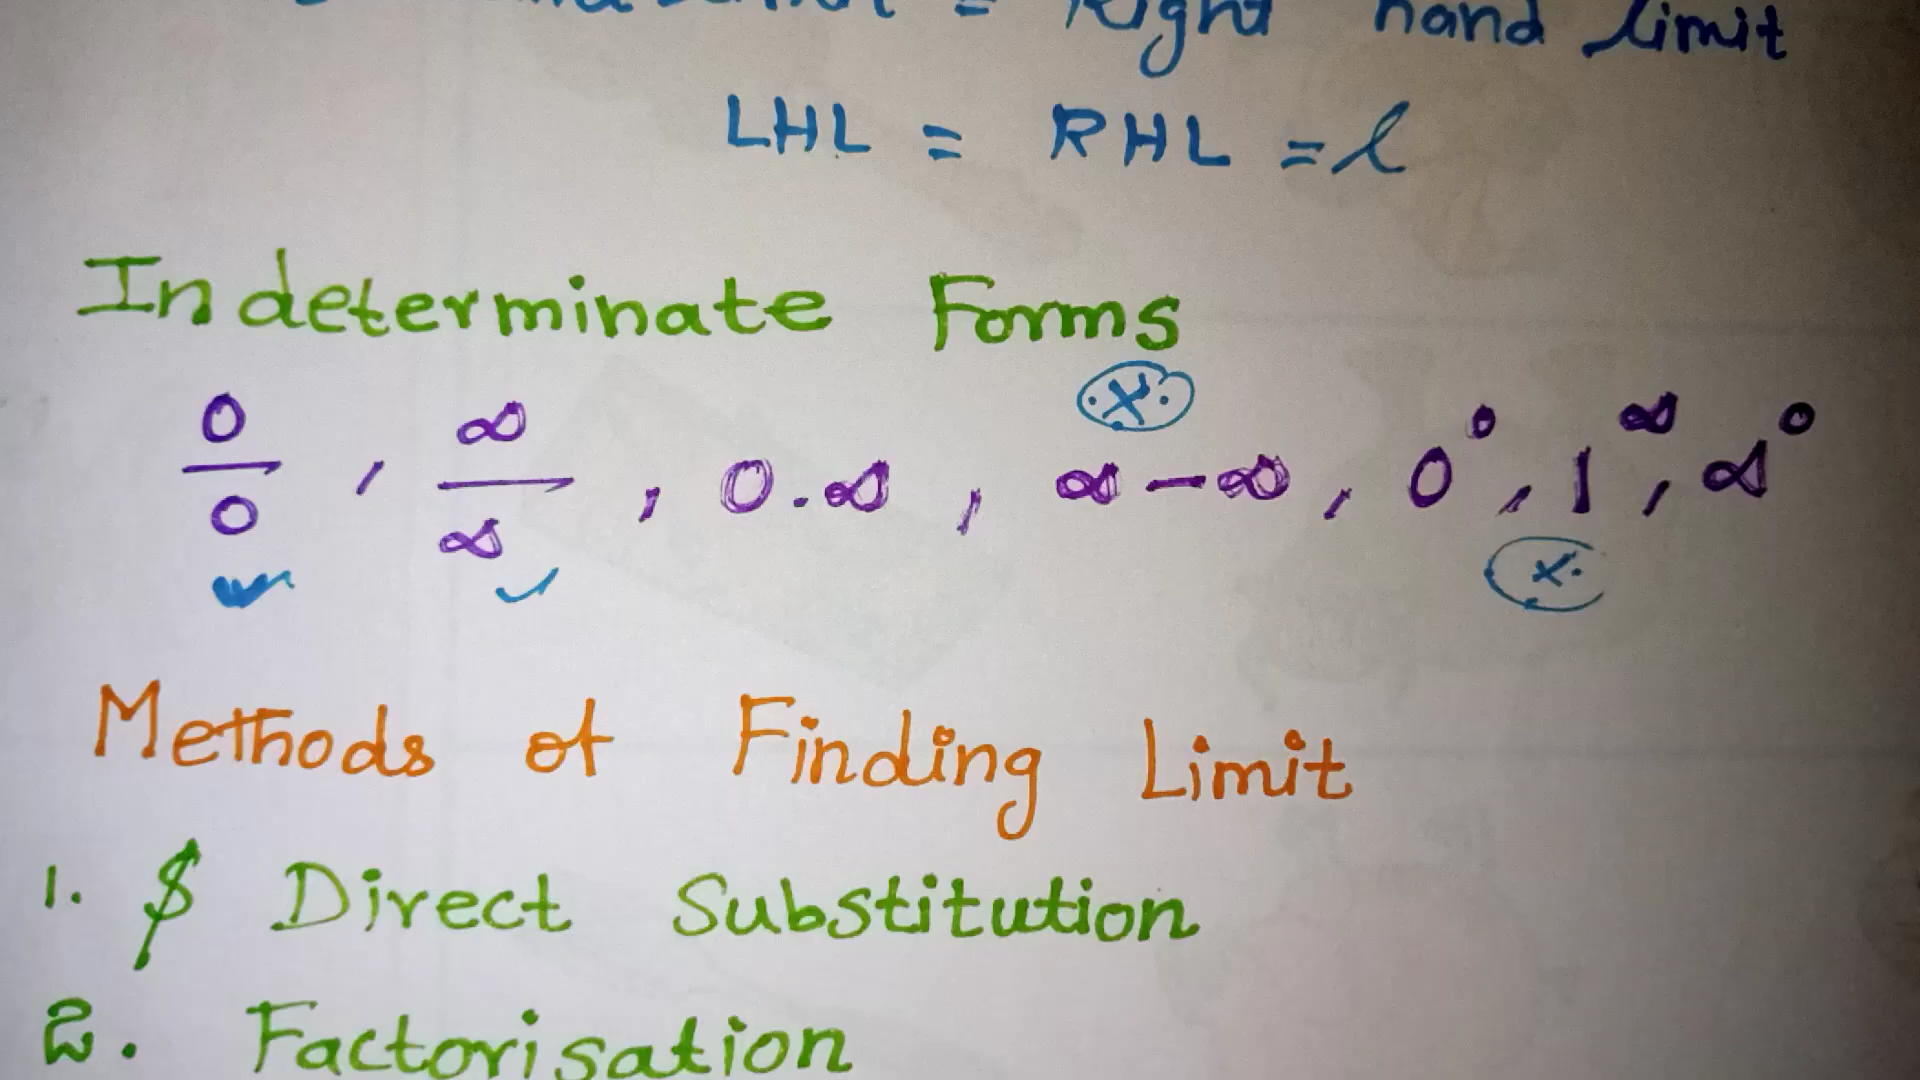 = Right hand limit
LHL = RHL = l
Indeterminate Forms
0/0, ∞/∞, 0.∞, ∞-∞, 0⁰, 1^∞, ∞⁰
Methods of Finding Limit
1. $ Direct Substitution
2. Factorisation